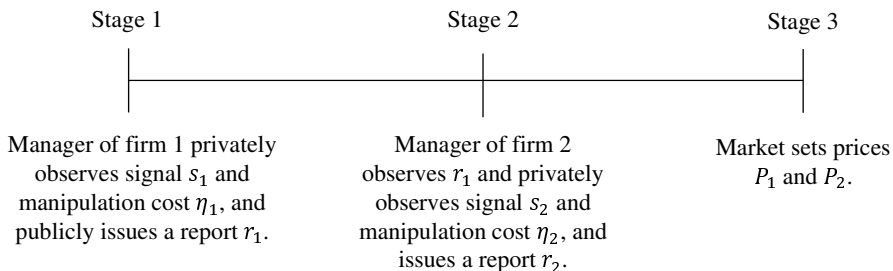 Stage 1
Stage 2
Stage 3
Manager of firm 1 privately
observes signal s₁ and
manipulation cost η₁, and
publicly issues a report r₁.
Manager of firm 2
observes r₁ and privately
observes signal s₂ and
manipulation cost η₂, and
issues a report r₂.
Market sets prices
P₁ and P₂.